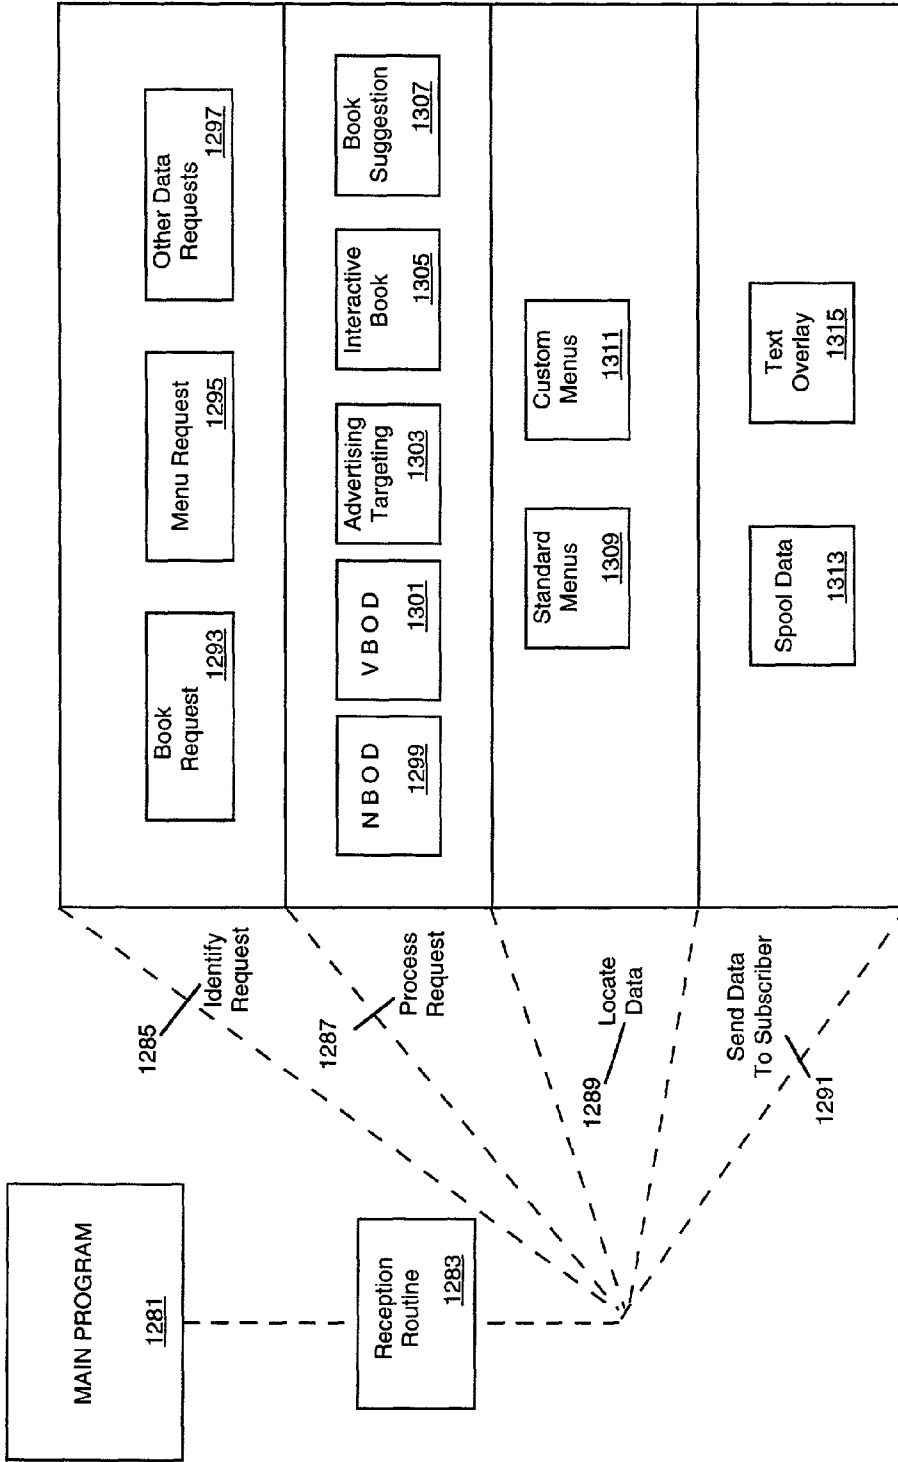 MAIN PROGRAM
1281
Reception
Routine
1283
1285
Identify
Request
1287
Process
Request
1289
Locate
Data
Send Data
To Subscriber
1291
Book
Request
1293
Menu Request
1295
Other Data
Requests
1297
N B O D
1299
V B O D
1301
Advertising
Targeting
1303
Interactive
Book
1305
Book
Suggestion
1307
Standard
Menus
1309
Custom
Menus
1311
Spool Data
1313
Text
Overlay
1315